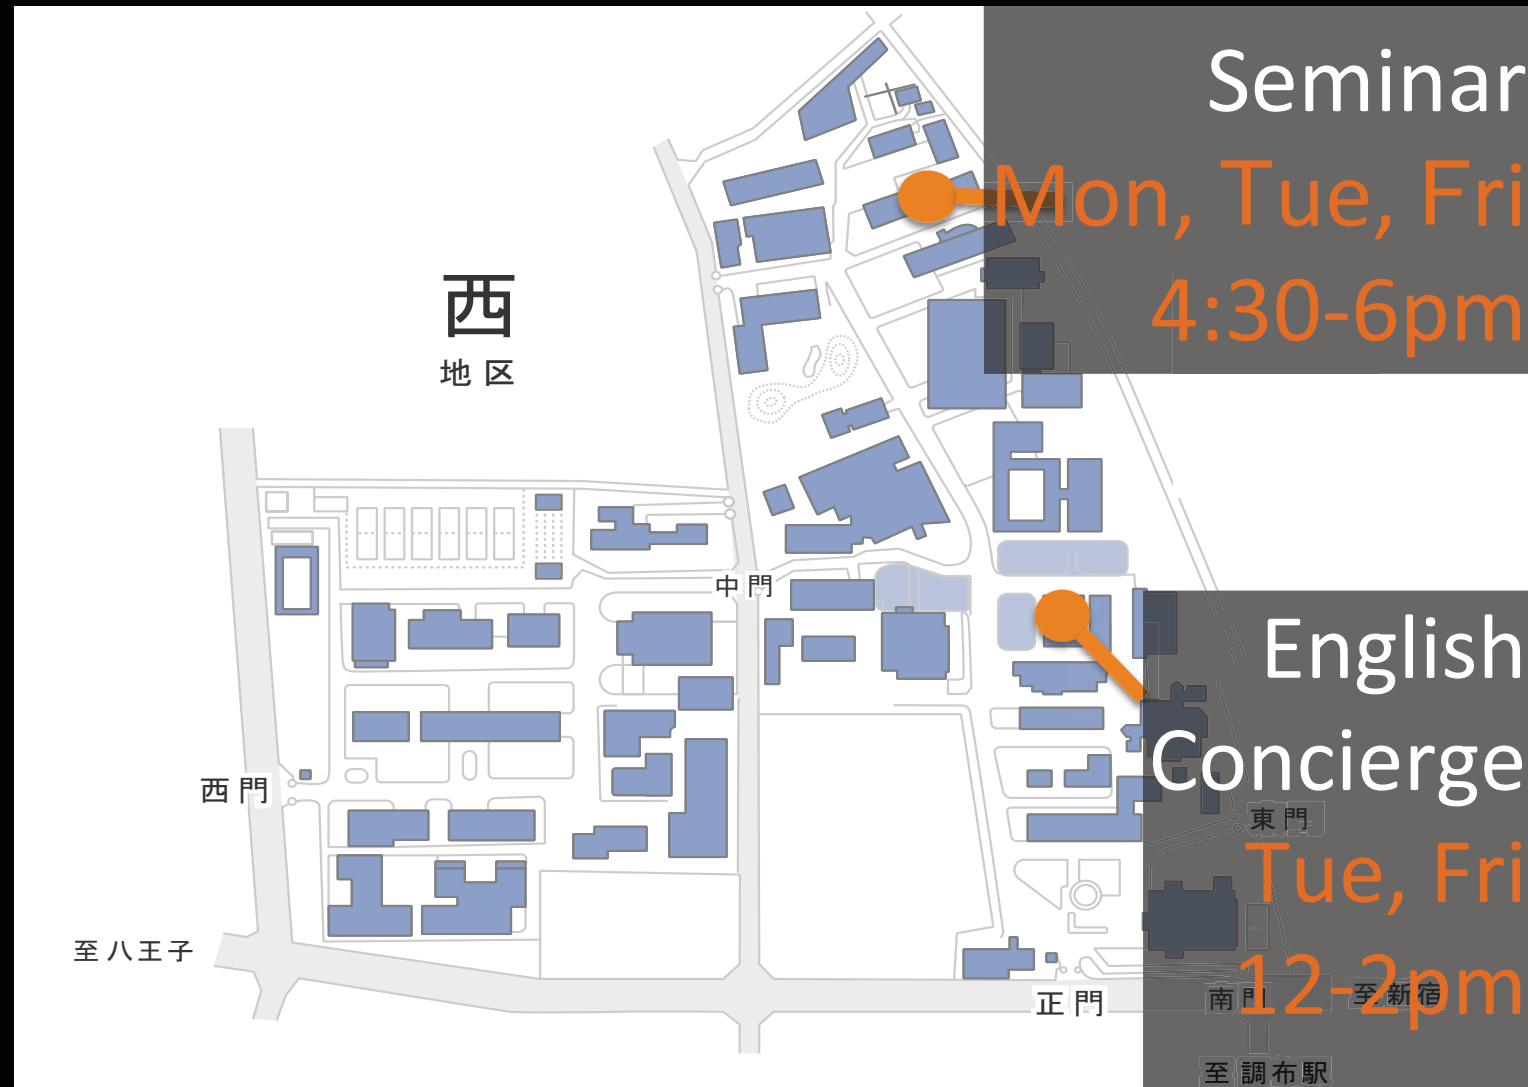 Seminar
Mon, Tue, Fri
4:30-6pm
西
地区
中門
English
Concierge
西門
東門
Tue, Fri
至八王子
12-2pm
正門
南門
至新宿
至調布駅